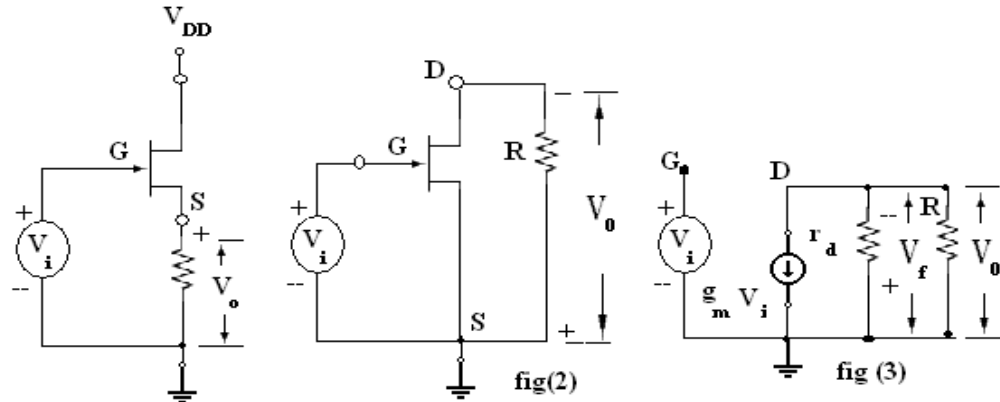 V DD
G
S
+
V i
--
+
V o
D
G
R
--
V 0
+
V i
--
S
+
--
fig(2)
G
D
+
V i
--
g m V i
r d
--
V f
+
R
V 0
fig (3)